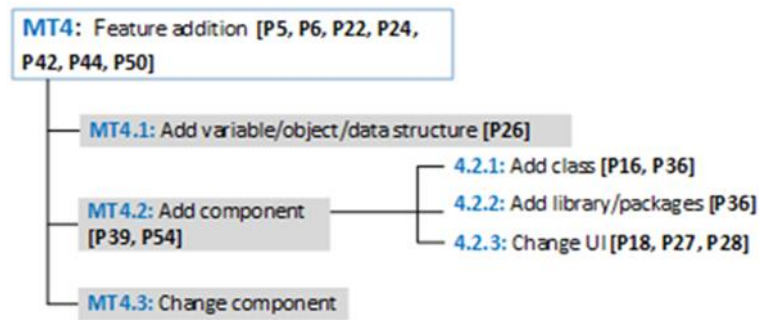 MT4: Feature addition [P5, P6, P22, P24,
P42, P44, P50]
MT4.1: Add variable/object/data structure [P26]
MT4.2: Add component
[P39, P54]
4.2.1: Add class [P16, P36]
4.2.2: Add library/packages [P36]
4.2.3: Change UI [P18, P27, P28]
MT4.3: Change component